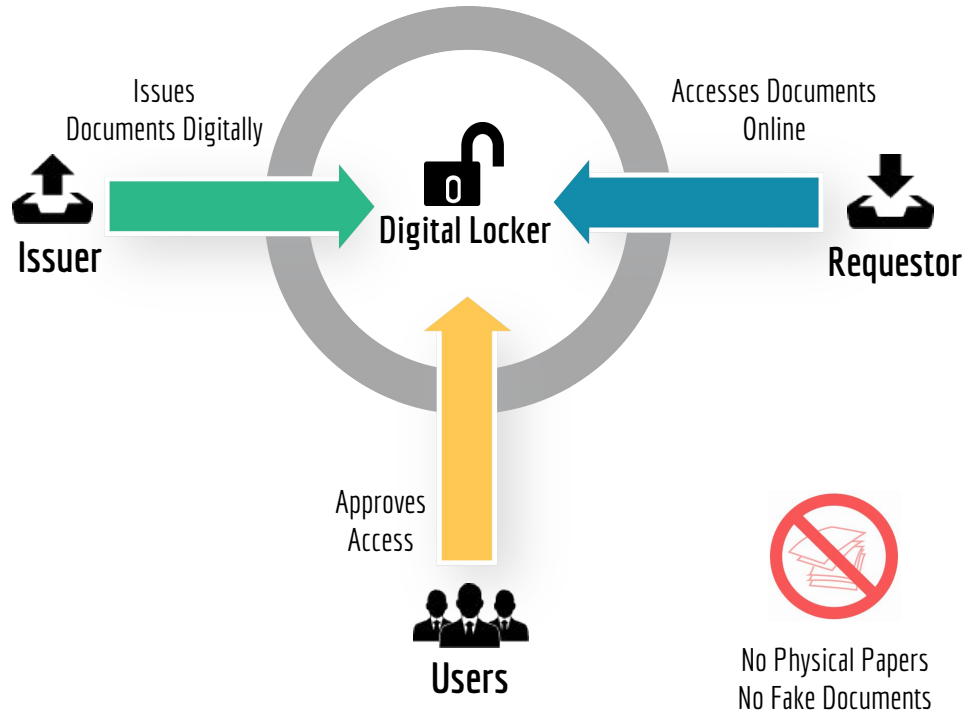 Issues
Documents Digitally
Accesses Documents
Online
Issuer
Digital Locker
Requestor
Approves
Access
Users
No Physical Papers
No Fake Documents